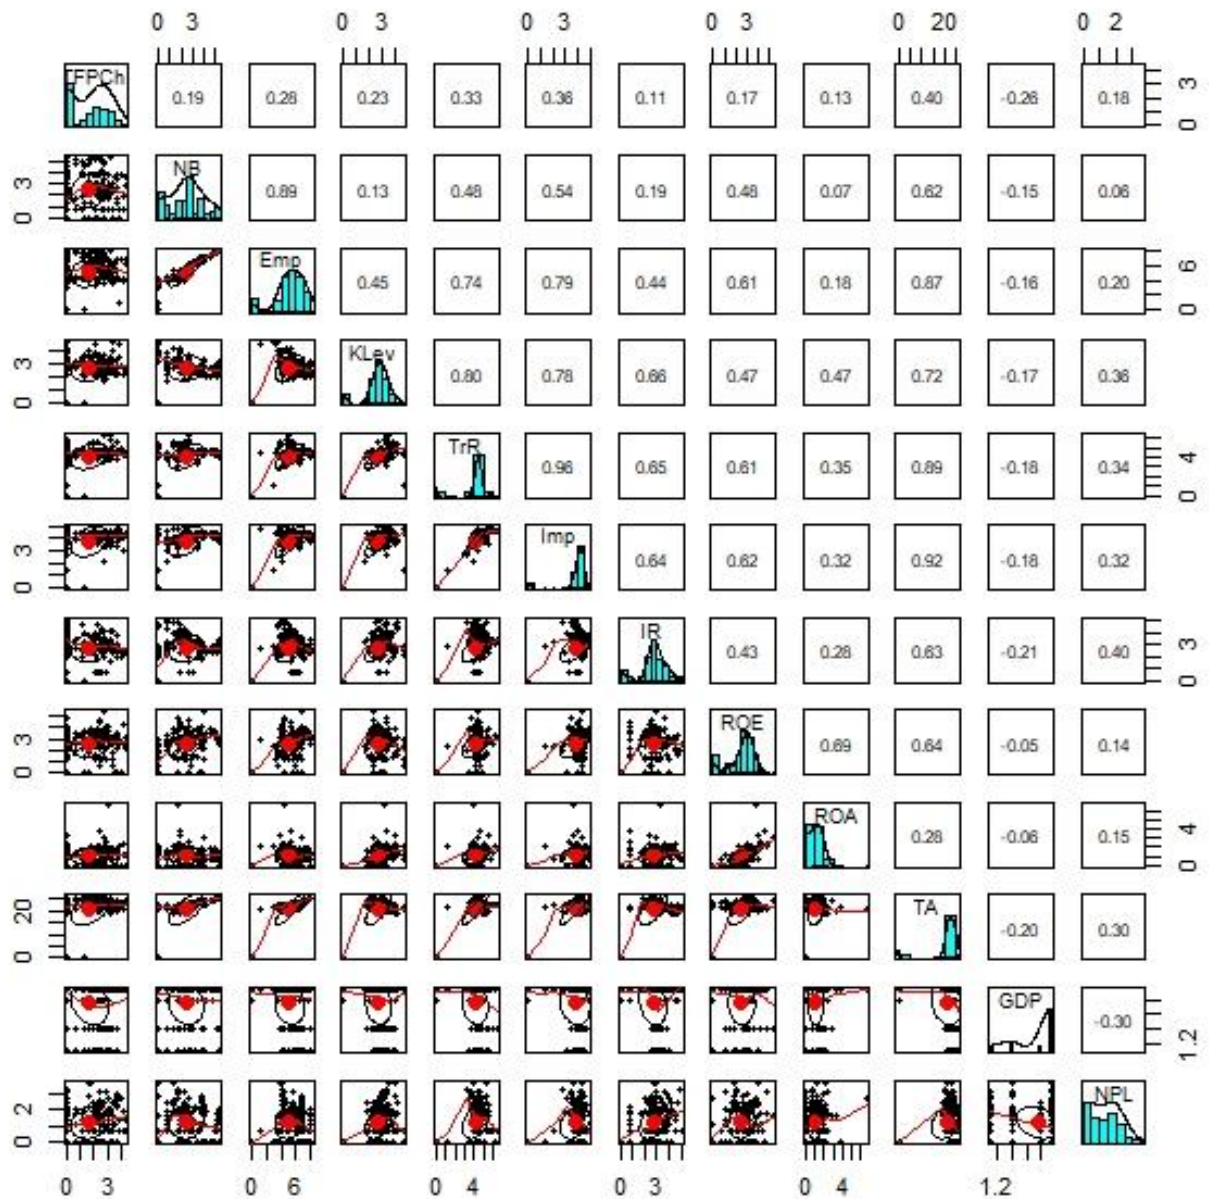 0 3 0 3 0 3 0 3 0 20 0 2
TFPCh 0.19 0.28 0.23 0.33 0.36 0.11 0.17 0.13 0.40 -0.26 0.18 0 3
0 3 NB 0.89 0.13 0.48 0.54 0.19 0.48 0.07 0.62 -0.15 0.06
Emp 0.45 0.74 0.79 0.44 0.61 0.18 0.87 -0.16 0.20 0 6
0 3 KLev 0.80 0.78 0.66 0.47 0.47 0.72 -0.17 0.36
TrR 0.96 0.65 0.61 0.35 0.89 -0.18 0.34 0 4
0 3 Imp 0.64 0.62 0.32 0.92 -0.18 0.32
IR 0.43 0.28 0.63 -0.21 0.40 0 3
0 3 ROE 0.69 0.64 -0.05 0.14
ROA 0.28 -0.06 0.15 0 4
0 20 TA -0.20 0.30
GDP -0.30 1.2
0 2 NPL
0 3 0 6 0 4 0 3 0 4 1.2